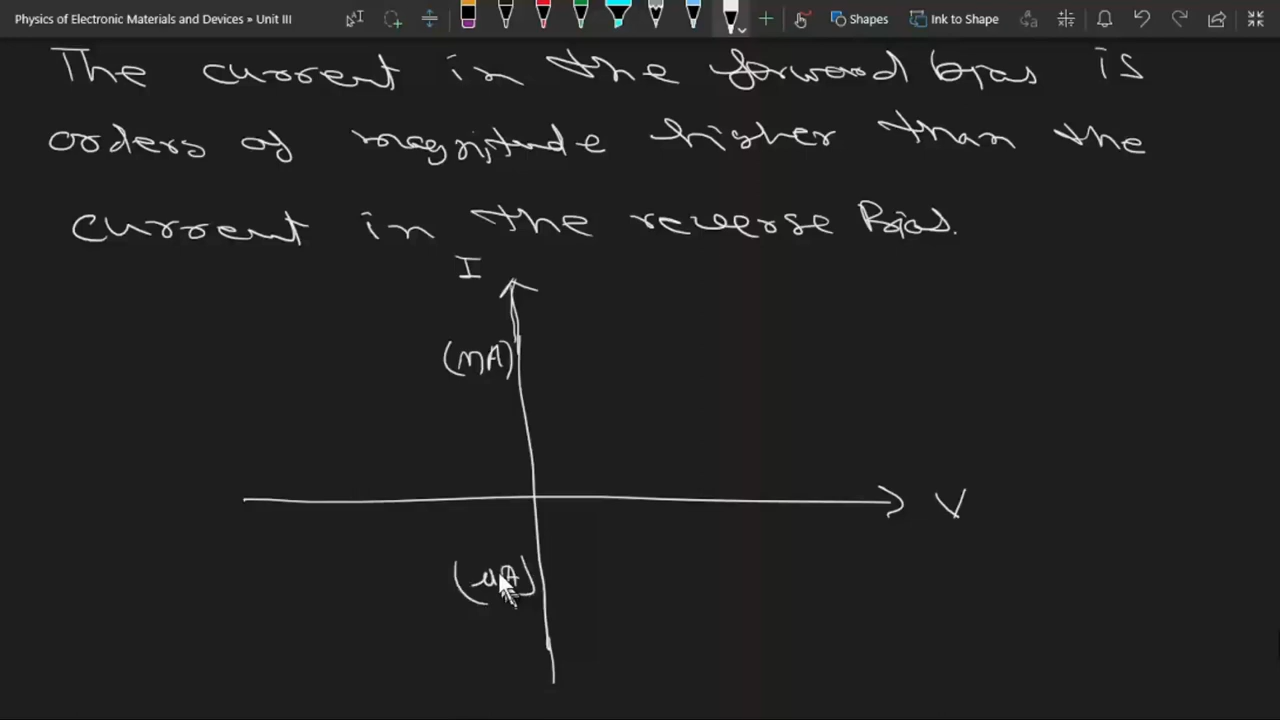 Physics of Electronic Materials and Devices » Unit III
Shapes
Ink to Shape
The current in the forward bias is
orders of magnitude higher than the
current in the reverse Bias.
I
(mA)
V
(uA)